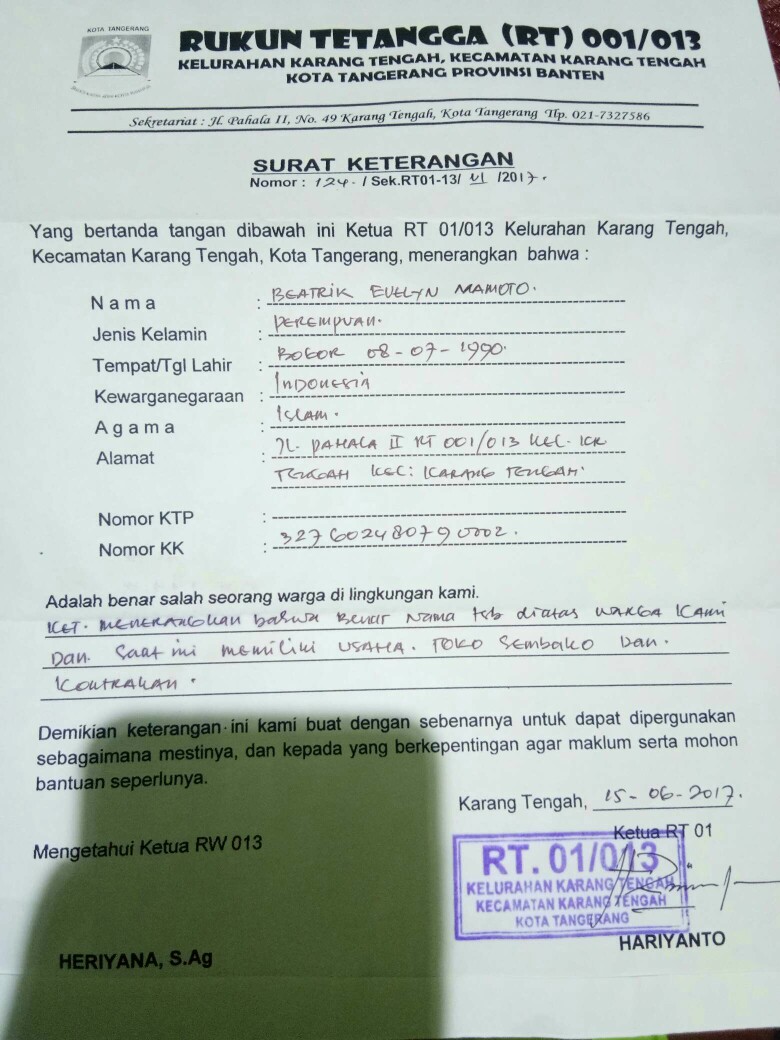 KOTA TANGERANG
RUKUN TETANGGA (RT) 001/013
KELURAHAN KARANG TENGAH, KECAMATAN KARANG TENGAH
KOTA TANGERANG PROVINSI BANTEN
Sekretariat : Jl. Pahala II, No. 49 Karang Tengah, Kota Tangerang Tlp. 021-7327586
SURAT KETERANGAN
Nomor : 124. / Sek.RT01-13/ VI /2017.
Yang bertanda tangan dibawah ini Ketua RT 01/013 Kelurahan Karang Tengah,
Kecamatan Karang Tengah, Kota Tangerang, menerangkan bahwa :
Nama : BEATRIK EVELYN MAMOTO.
Jenis Kelamin : PEREMPUAN.
Tempat/Tgl Lahir : BOGOR 08-07-1990.
Kewarganegaraan : INDONESIA
Agama : ISLAM.
Alamat : JL. PAHALA II RT 001/013 KEL. KR
TENGAH KEC: KARANG TENGAH.
Nomor KTP :
Nomor KK : 327602480790002.
Adalah benar salah seorang warga di lingkungan kami.
KET. MENERANGKAN bahwa Benar Nama tsb diatas WARGA KAMI
Dan. Saat ini MEMILIKI USAHA. TOKO Sembako Dan.
KONTRAKAN.
Demikian keterangan ini kami buat dengan sebenarnya untuk dapat dipergunakan
sebagaimana mestinya, dan kepada yang berkepentingan agar maklum serta mohon
bantuan seperlunya.
Karang Tengah, 15-06-2017.
Mengetahui Ketua RW 013
Ketua RT 01
RT. 01/013
KELURAHAN KARANG TENGAH
KECAMATAN KARANG TENGAH
KOTA TANGERANG
HERIYANA, S.Ag
HARIYANTO